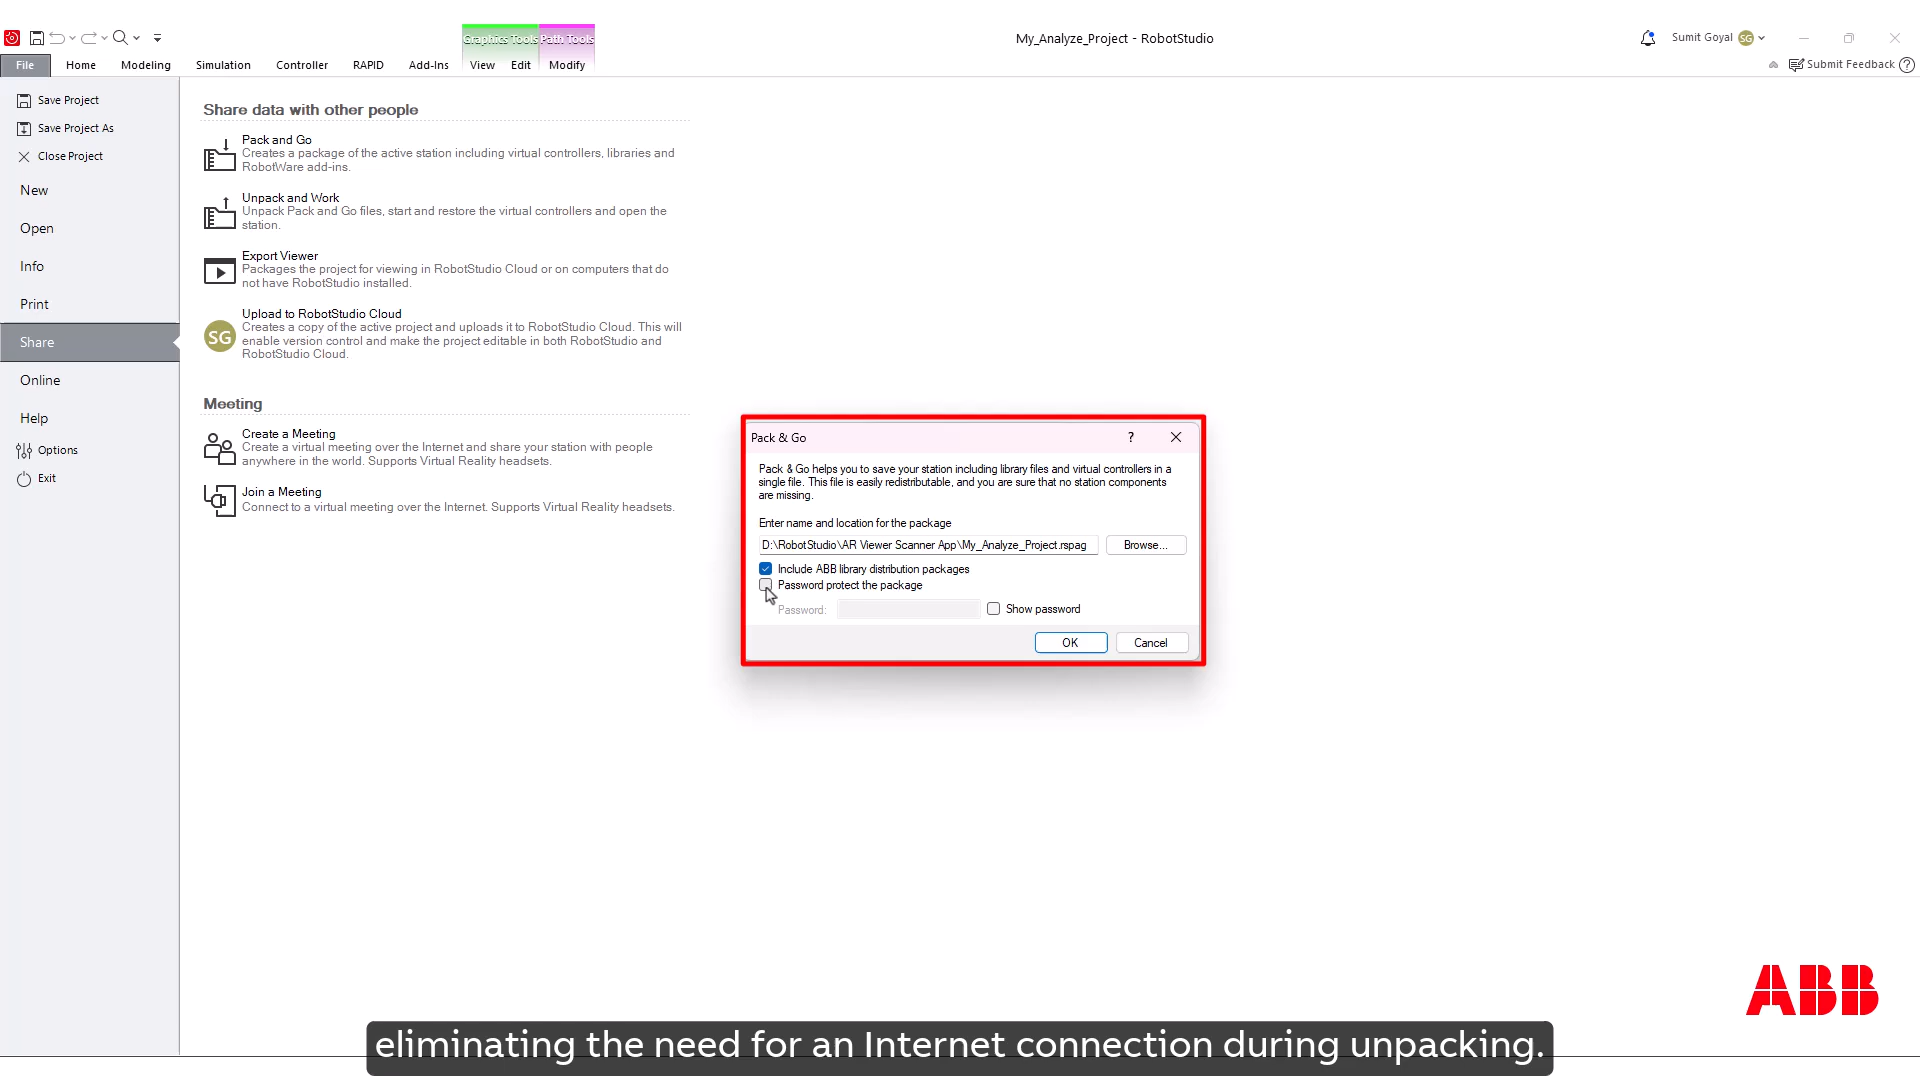 Graphics Tools Path Tools
My_Analyze_Project - RobotStudio
Sumit Goyal SG
File Home Modeling Simulation Controller RAPID Add-Ins View Edit Modify
Submit Feedback ?
Save Project
Save Project As
Close Project
New
Open
Info
Print
Share
Online
Help
Options
Exit
Share data with other people
Pack and Go
Creates a package of the active station including virtual controllers, libraries and
RobotWare add-ins.
Unpack and Work
Unpack Pack and Go files, start and restore the virtual controllers and open the
station.
Export Viewer
Packages the project for viewing in RobotStudio Cloud or on computers that do
not have RobotStudio installed.
SG
Upload to RobotStudio Cloud
Creates a copy of the active project and uploads it to RobotStudio Cloud. This will
enable version control and make the project editable in both RobotStudio and
RobotStudio Cloud.
Meeting
Create a Meeting
Create a virtual meeting over the Internet and share your station with people
anywhere in the world. Supports Virtual Reality headsets.
Join a Meeting
Connect to a virtual meeting over the Internet. Supports Virtual Reality headsets.
Pack & Go ?
Pack & Go helps you to save your station including library files and virtual controllers in a
single file. This file is easily redistributable, and you are sure that no station components
are missing.
Enter name and location for the package
D:\RobotStudio\AR Viewer Scanner App\My_Analyze_Project.rspag Browse...
Include ABB library distribution packages
Password protect the package
Password: Show password
OK Cancel
ABB
eliminating the need for an Internet connection during unpacking.